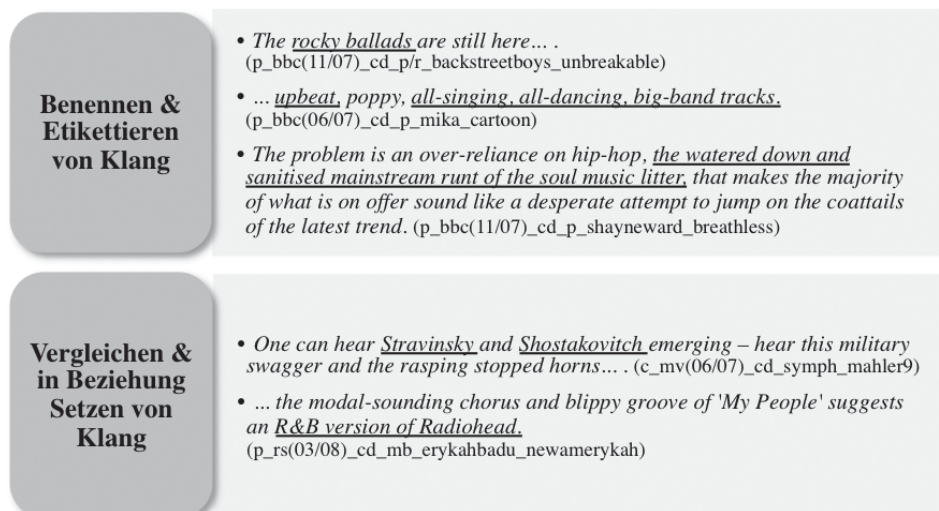 Benennen &
Etikettieren
von Klang
• The rocky ballads are still here... .
(p_bbc(11/07)_cd_p/r_backstreetboys_unbreakable)
• ... upbeat, poppy, all-singing, all-dancing, big-band tracks.
(p_bbc(06/07)_cd_p_mika_cartoon)
• The problem is an over-reliance on hip-hop, the watered down and
sanitised mainstream runt of the soul music litter, that makes the majority
of what is on offer sound like a desperate attempt to jump on the coattails
of the latest trend. (p_bbc(11/07)_cd_p_shayneward_breathless)
Vergleichen &
in Beziehung
Setzen von
Klang
• One can hear Stravinsky and Shostakovitch emerging – hear this military
swagger and the rasping stopped horns... . (c_mv(06/07)_cd_symph_mahler9)
• ... the modal-sounding chorus and blippy groove of 'My People' suggests
an R&B version of Radiohead.
(p_rs(03/08)_cd_mb_erykahbadu_newamerykah)